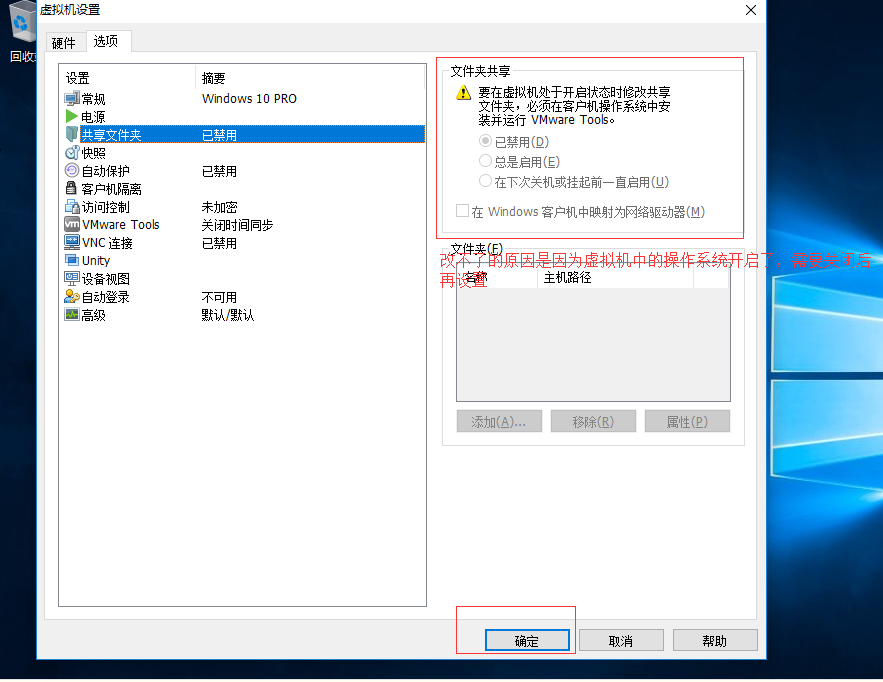 虚拟机设置
回收
硬件
选项
设置 摘要
常规 Windows 10 PRO
电源
共享文件夹 已禁用
快照
自动保护 已禁用
客户机隔离
访问控制 未加密
VMware Tools 关闭时间同步
VNC 连接 已禁用
Unity
设备视图
自动登录 不可用
高级 默认/默认
文件夹共享
要在虚拟机处于开启状态时修改共享
文件夹，必须在客户机操作系统中安
装并运行 VMware Tools。
已禁用(D)
总是启用(E)
在下次关机或挂起前一直启用(U)
在 Windows 客户机中映射为网络驱动器(M)
文件夹(F)
改不了的原因是因为虚拟机中的操作系统开启了，后
再设置
名称 主机路径
添加(A)...
移除(R)
属性(P)
确定
取消
帮助